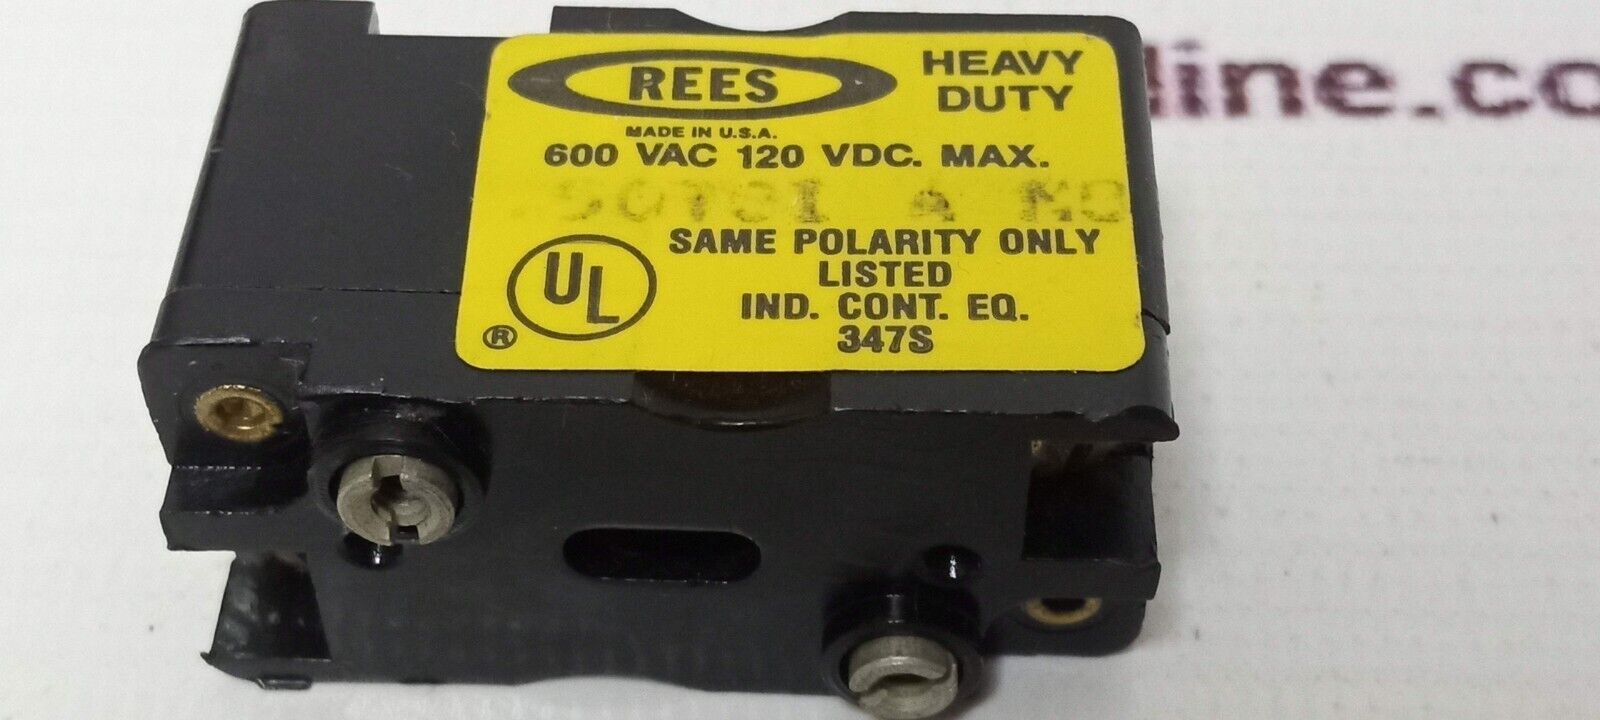 REES
HEAVY
DUTY
MADE IN U.S.A.
600 VAC 120 VDC. MAX.
SAME POLARITY ONLY
UL
LISTED
IND. CONT. EQ.
347S
®
line.co